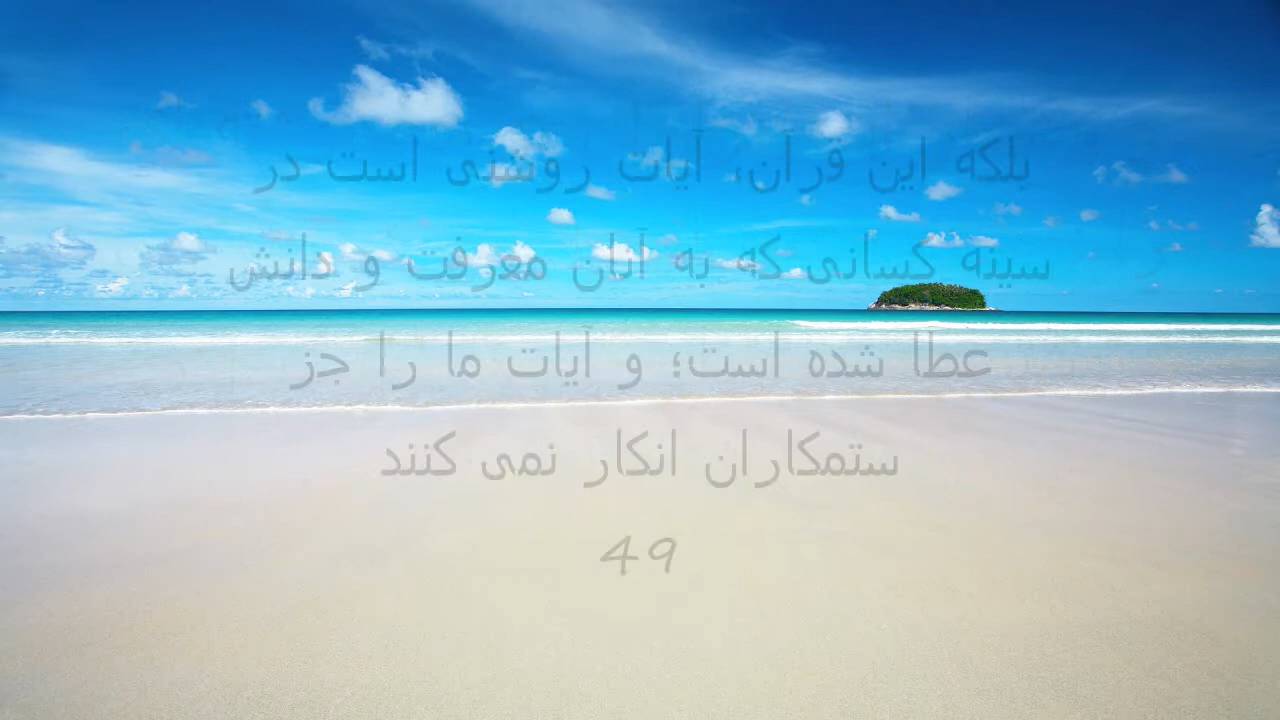 بلکه این قرآن، آیات روشنی است در
سینه کسانی که به آنان معرفت و دانش
عطا شده است؛ و آیات ما را جز
ستمکاران انکار نمی کنند
49